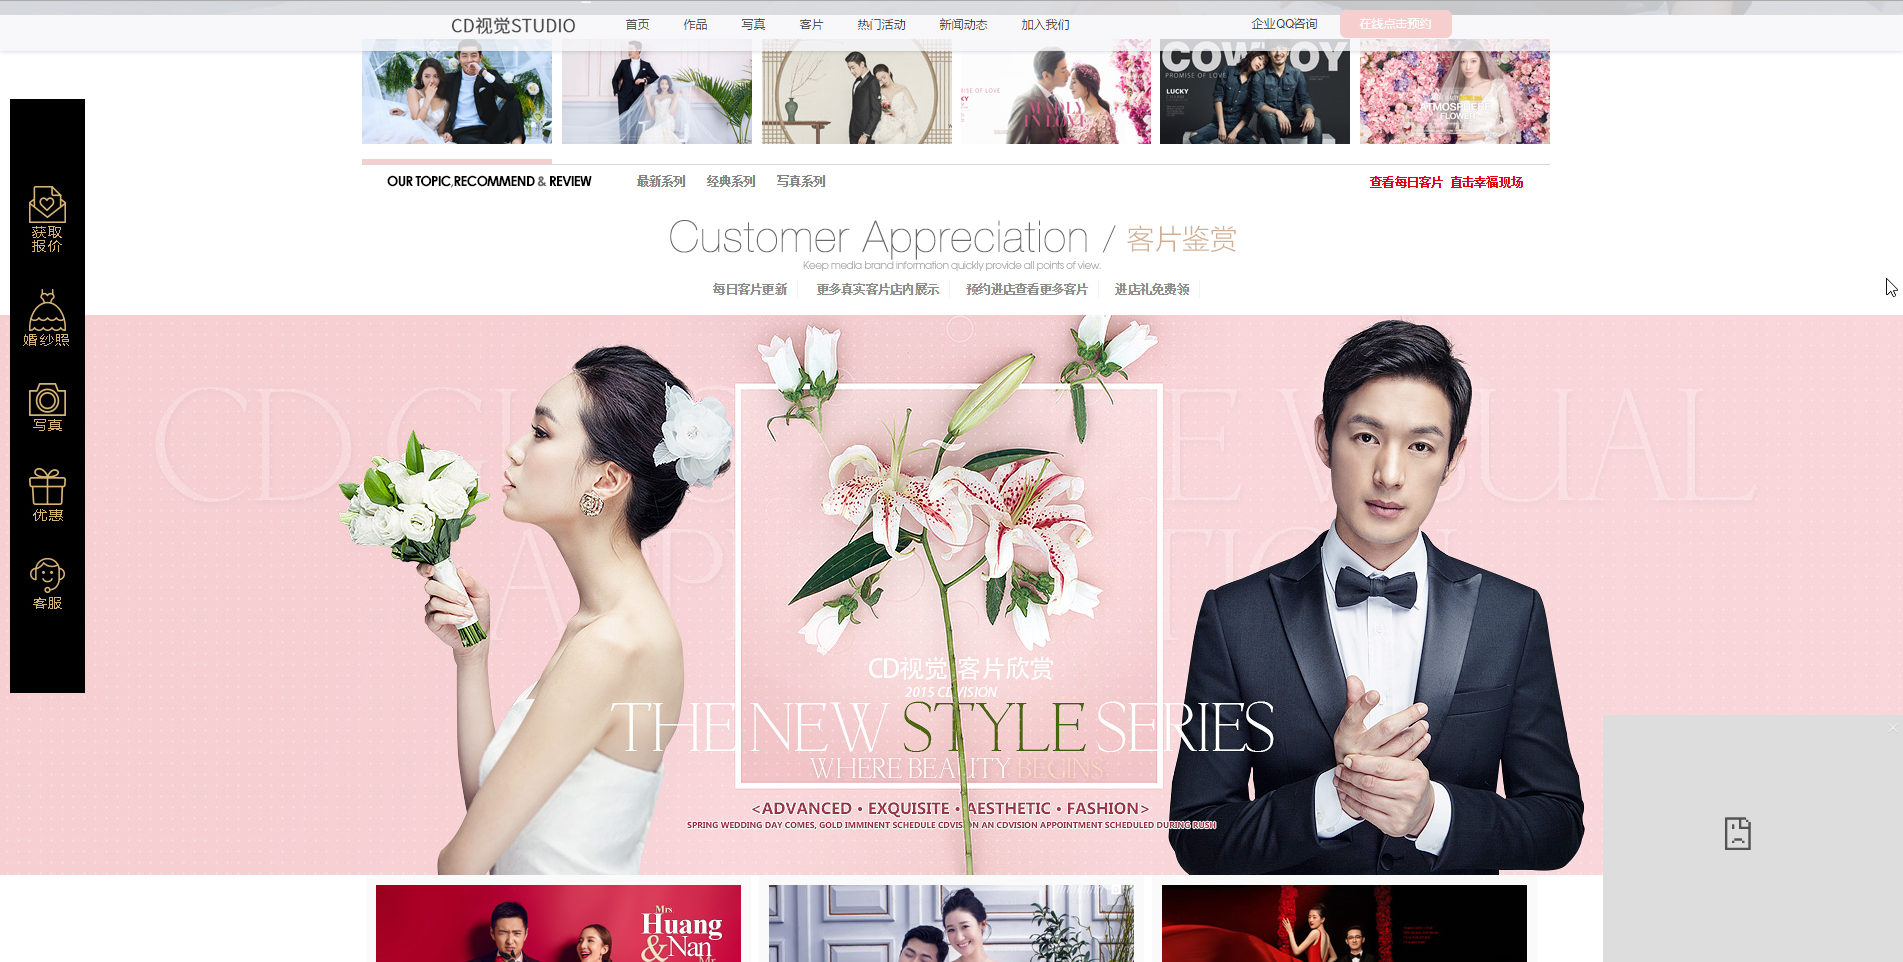 CD视觉STUDIO 首页 作品 写真 客片 热门活动 新闻动态 加入我们 企业QQ咨询 在线点击预约
COWBOY
PROMISE OF LOVE
LUCKY
MADLY
IN LOVE
ATMOSPHERE
FLOWER
OUR TOPIC,RECOMMEND & REVIEW 最新系列 经典系列 写真系列 查看每日客片 直击幸福现场
Customer Appreciation / 客片鉴赏
Keep media brand information quickly provide all points of view.
每日客片更新 更多真实客片店内展示 预约进店查看更多客片 进店礼免费领
获取
报价
婚纱照
写真
优惠
客服
CD视觉 客片欣赏
2015 CDVISION
THE NEW STYLE SERIES
WHERE BEAUTY BEGINS
<ADVANCED • EXQUISITE • AESTHETIC • FASHION>
SPRING WEDDING DAY COMES, GOLD IMMINENT SCHEDULE CDVISION AN CDVISION APPOINTMENT SCHEDULED DURING RUSH
Mrs
Huang
&Nan
Mr